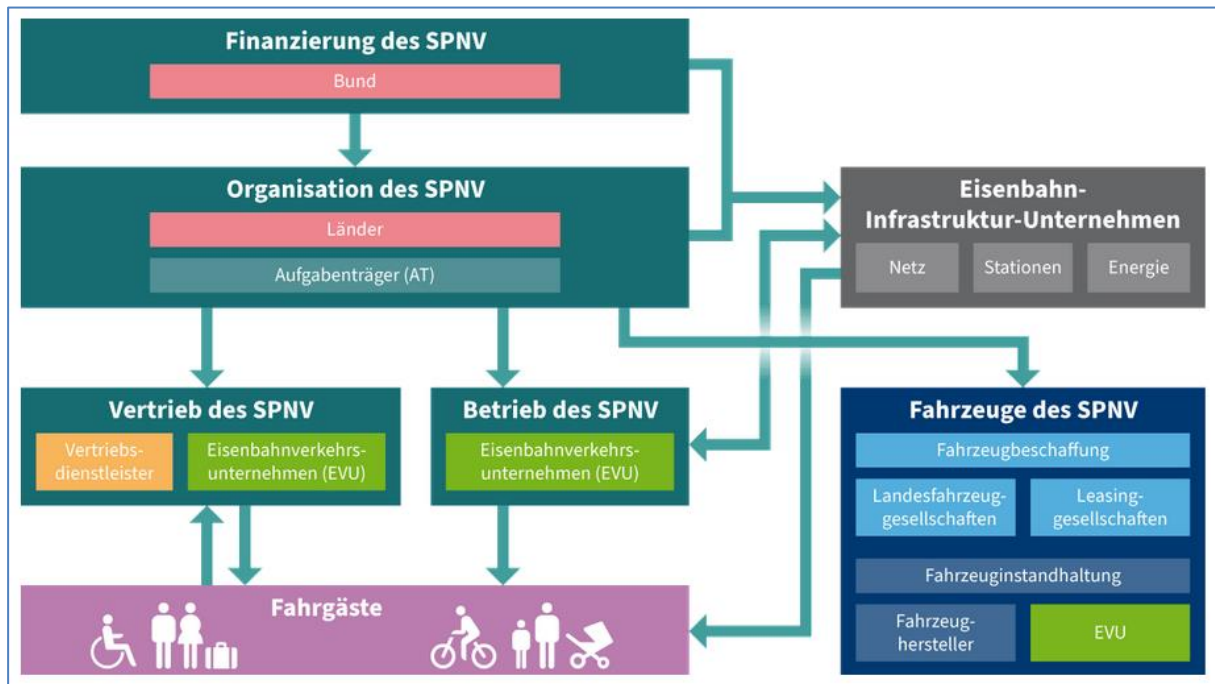 Finanzierung des SPNV
Bund
Organisation des SPNV
Länder
Aufgabenträger (AT)
Eisenbahn-
Infrastruktur-Unternehmen
Netz
Stationen
Energie
Vertrieb des SPNV
Vertriebs-
dienstleister
Eisenbahnverkehrs-
unternehmen (EVU)
Betrieb des SPNV
Eisenbahnverkehrs-
unternehmen (EVU)
Fahrzeuge des SPNV
Fahrzeugbeschaffung
Landesfahrzeug-
gesellschaften
Leasing-
gesellschaften
Fahrzeuginstandhaltung
Fahrzeug-
hersteller
EVU
Fahrgäste